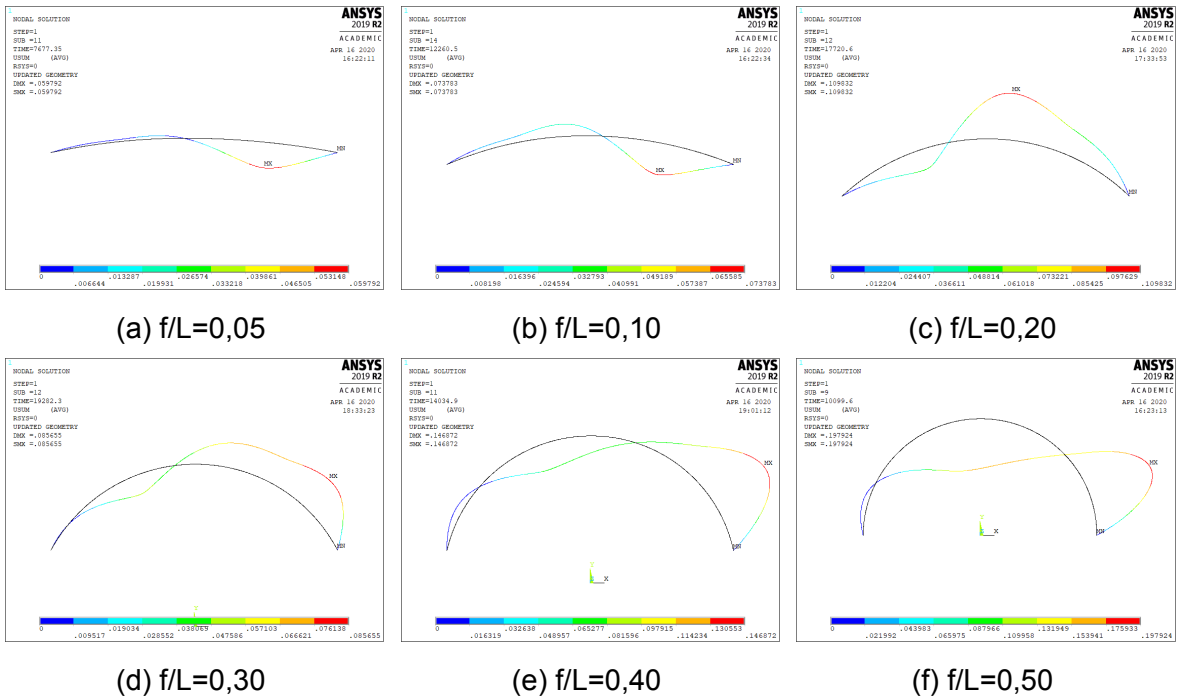 1
NODAL SOLUTION
STEP=1
SUB =11
TIME=7677.35
USUM (AVG)
RSYS=0
UPDATED GEOMETRY
DMX =.059792
SMX =.059792
ANSYS
2019 R2
ACADEMIC
APR 16 2020
16:22:11
MX
MN
0 .013287 .026574 .039861 .053148
.006644 .019931 .033218 .046505 .059792
(a) f/L=0,05
1
NODAL SOLUTION
STEP=1
SUB =14
TIME=12260.5
USUM (AVG)
RSYS=0
UPDATED GEOMETRY
DMX =.073783
SMX =.073783
ANSYS
2019 R2
ACADEMIC
APR 16 2020
16:22:34
MX
MN
0 .016396 .032793 .049189 .065585
.008198 .024594 .040991 .057387 .073783
(b) f/L=0,10
1
NODAL SOLUTION
STEP=1
SUB =12
TIME=17720.6
USUM (AVG)
RSYS=0
UPDATED GEOMETRY
DMX =.109832
SMX =.109832
ANSYS
2019 R2
ACADEMIC
APR 16 2020
17:33:53
MX
MN
0 .024407 .048814 .073221 .097629
.012204 .036611 .061018 .085425 .109832
(c) f/L=0,20
1
NODAL SOLUTION
STEP=1
SUB =12
TIME=19282.3
USUM (AVG)
RSYS=0
UPDATED GEOMETRY
DMX =.085655
SMX =.085655
ANSYS
2019 R2
ACADEMIC
APR 16 2020
18:33:23
MX
MN
Y
0 .019034 .038069 .057103 .076138
.009517 .028552 .047586 .066621 .085655
(d) f/L=0,30
1
NODAL SOLUTION
STEP=1
SUB =11
TIME=14034.9
USUM (AVG)
RSYS=0
UPDATED GEOMETRY
DMX =.146872
SMX =.146872
ANSYS
2019 R2
ACADEMIC
APR 16 2020
19:01:12
MX
MN
Y
Z X
0 .032638 .065277 .097915 .130553
.016319 .048957 .081596 .114234 .146872
(e) f/L=0,40
1
NODAL SOLUTION
STEP=1
SUB =9
TIME=10099.6
USUM (AVG)
RSYS=0
UPDATED GEOMETRY
DMX =.197924
SMX =.197924
ANSYS
2019 R2
ACADEMIC
APR 16 2020
16:23:13
MX
MN
Y
Z X
0 .043983 .087966 .131949 .175933
.021992 .065975 .109958 .153941 .197924
(f) f/L=0,50